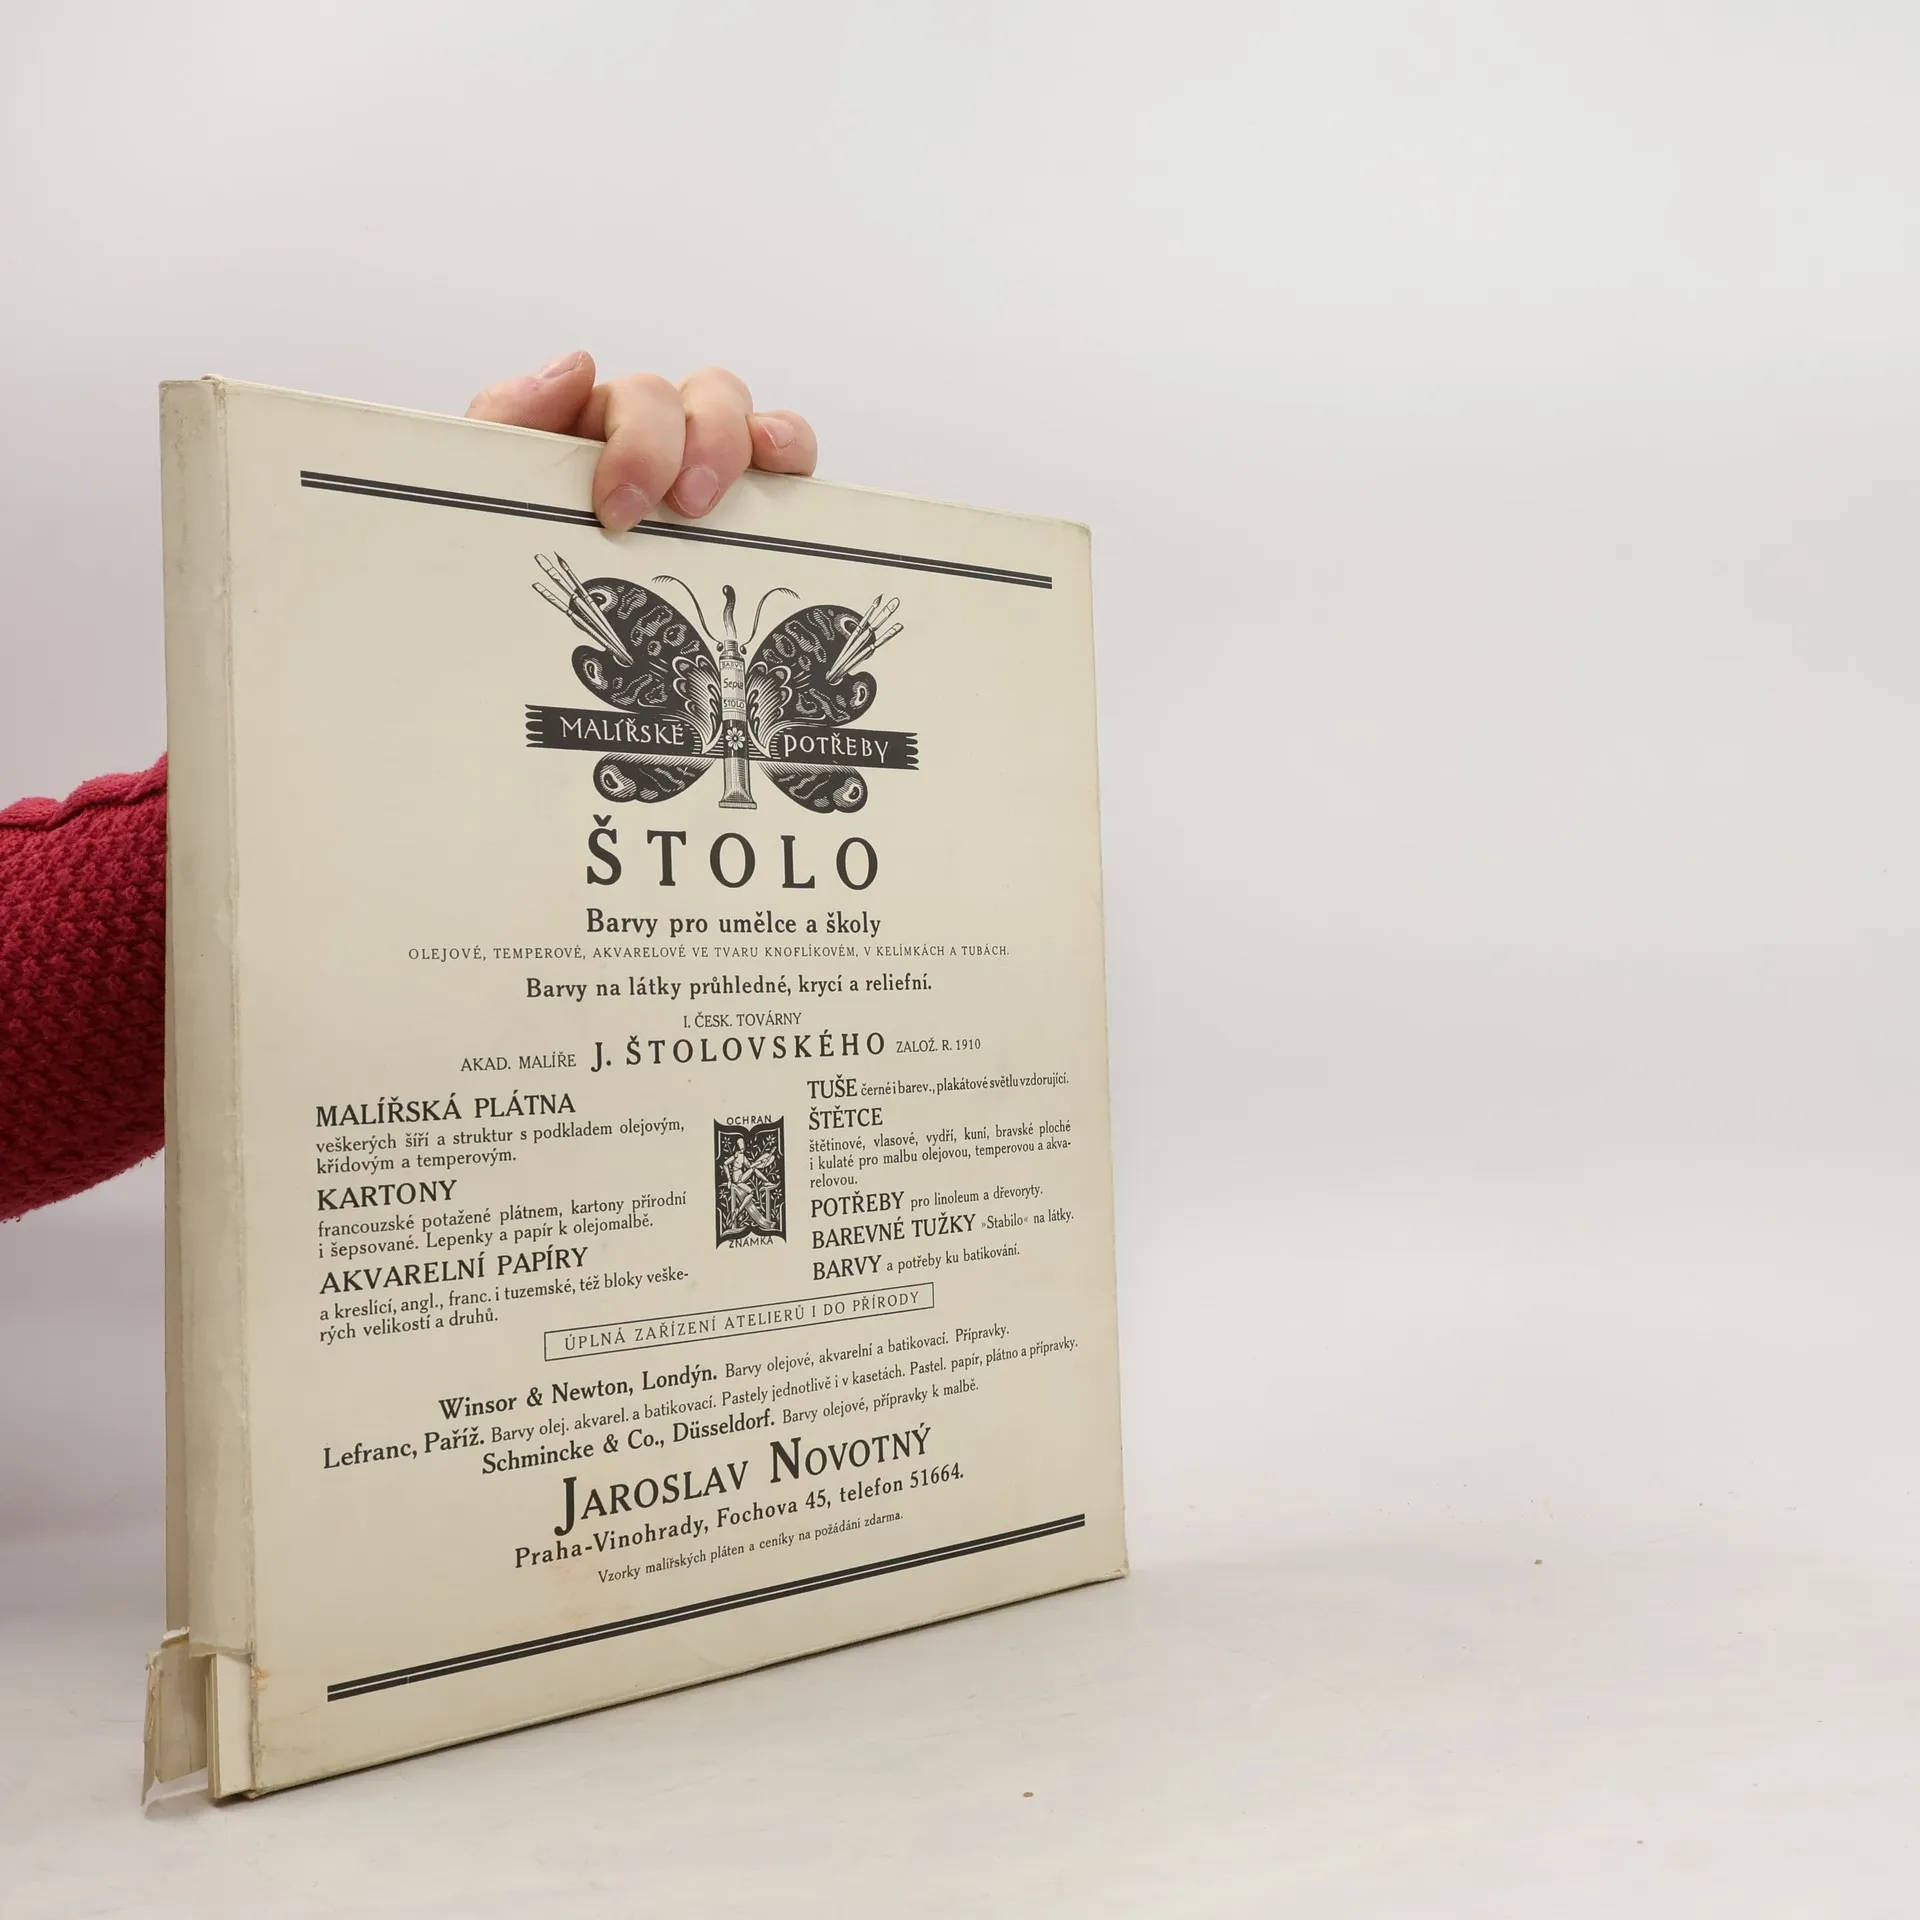 BARVY
Sepia
ŠTOLO
MALÍŘSKÉ POTŘEBY
ŠTOLO
Barvy pro umělce a školy
OLEJOVÉ, TEMPEROVÉ, AKVARELOVÉ VE TVARU KNOFLÍKOVÉM, V KELÍMKÁCH A TUBÁCH.
Barvy na látky průhledné, krycí a reliefní.
I. ČESK. TOVÁRNY
AKAD. MALÍŘE J. ŠTOLOVSKÉHO ZALOŽ. R. 1910
MALÍŘSKÁ PLÁTNA
veškerých šíří a struktur s podkladem olejovým,
křídovým a temperovým.
KARTONY
francouzské potažené plátnem, kartony přírodní
i šepsované. Lepenky a papír k olejomalbě.
AKVARELNÍ PAPÍRY
a kreslící, angl., franc. i tuzemské, též bloky veške-
rých velikostí a druhů.
OCHRAN
ZNÁMKA
TUŠE černé i barev., plakátové světlu vzdorující.
ŠTĚTCE
štětinové, vlasové, vydří, kuní, bravské ploché
i kulaté pro malbu olejovou, temperovou a akva-
relovou.
POTŘEBY pro linoleum a dřevoryty.
BAREVNÉ TUŽKY »Stabilo« na látky.
BARVY a potřeby ku batikování.
ÚPLNÁ ZAŘÍZENÍ ATELIERŮ I DO PŘÍRODY
Winsor & Newton, Londýn. Barvy olejové, akvarelní a batikovací. Přípravky.
Lefranc, Paříž. Barvy olej. akvarel. a batikovací. Pastely jednotlivě i v kasetách. Pastel. papír, plátno a přípravky.
Schmincke & Co., Düsseldorf. Barvy olejové, přípravky k malbě.
JAROSLAV NOVOTNÝ
Praha-Vinohrady, Fochova 45, telefon 51664.
Vzorky malířských pláten a ceníky na požádání zdarma.